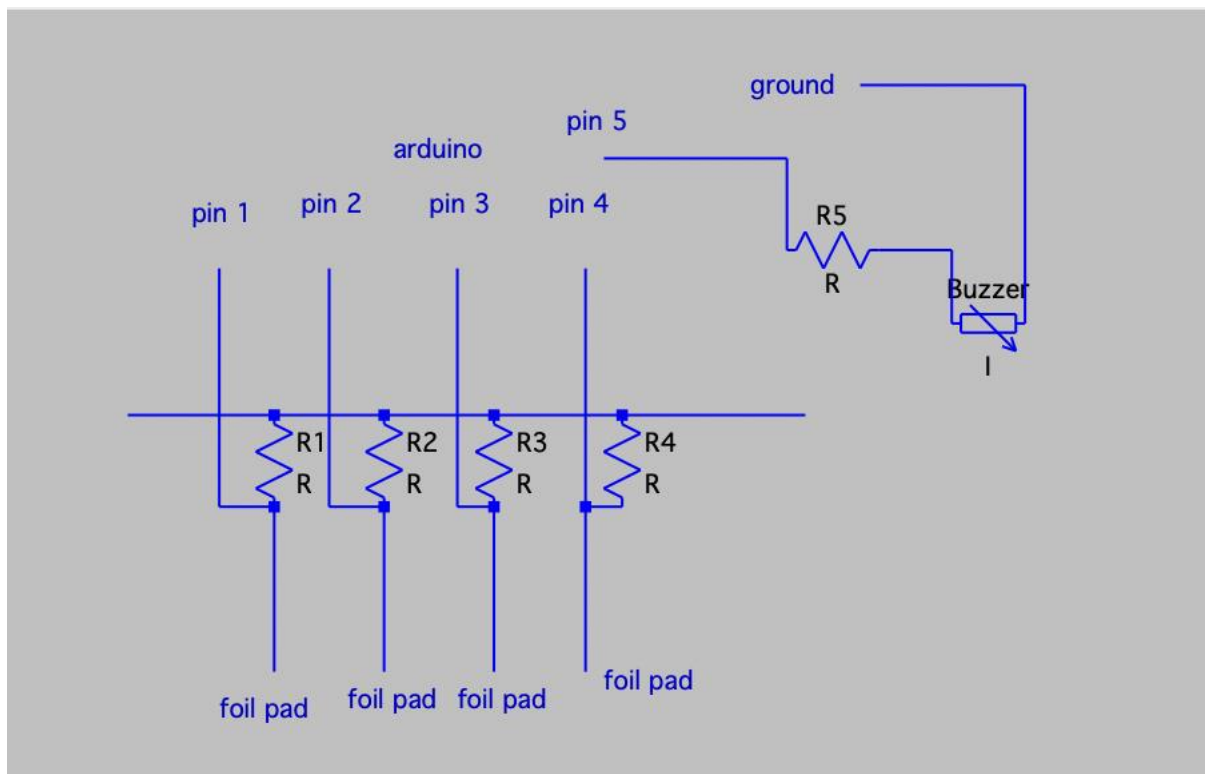 ground
pin 5
arduino
pin 1
pin 2
pin 3
pin 4
R5
R
Buzzer
I
R1
R
R2
R
R3
R
R4
R
foil pad
foil pad
foil pad
foil pad